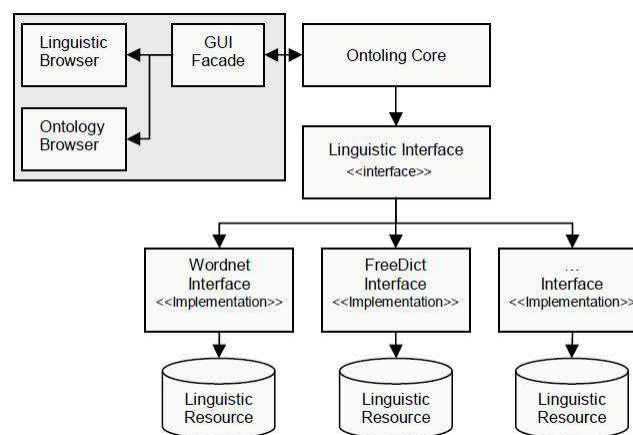 Linguistic
Browser
GUI
Facade
Ontoling Core
Ontology
Browser
Linguistic Interface
<<interface>>
Wordnet
Interface
<<Implementation>>
FreeDict
Interface
<<Implementation>>
...
Interface
<<Implementation>>
Linguistic
Resource
Linguistic
Resource
Linguistic
Resource